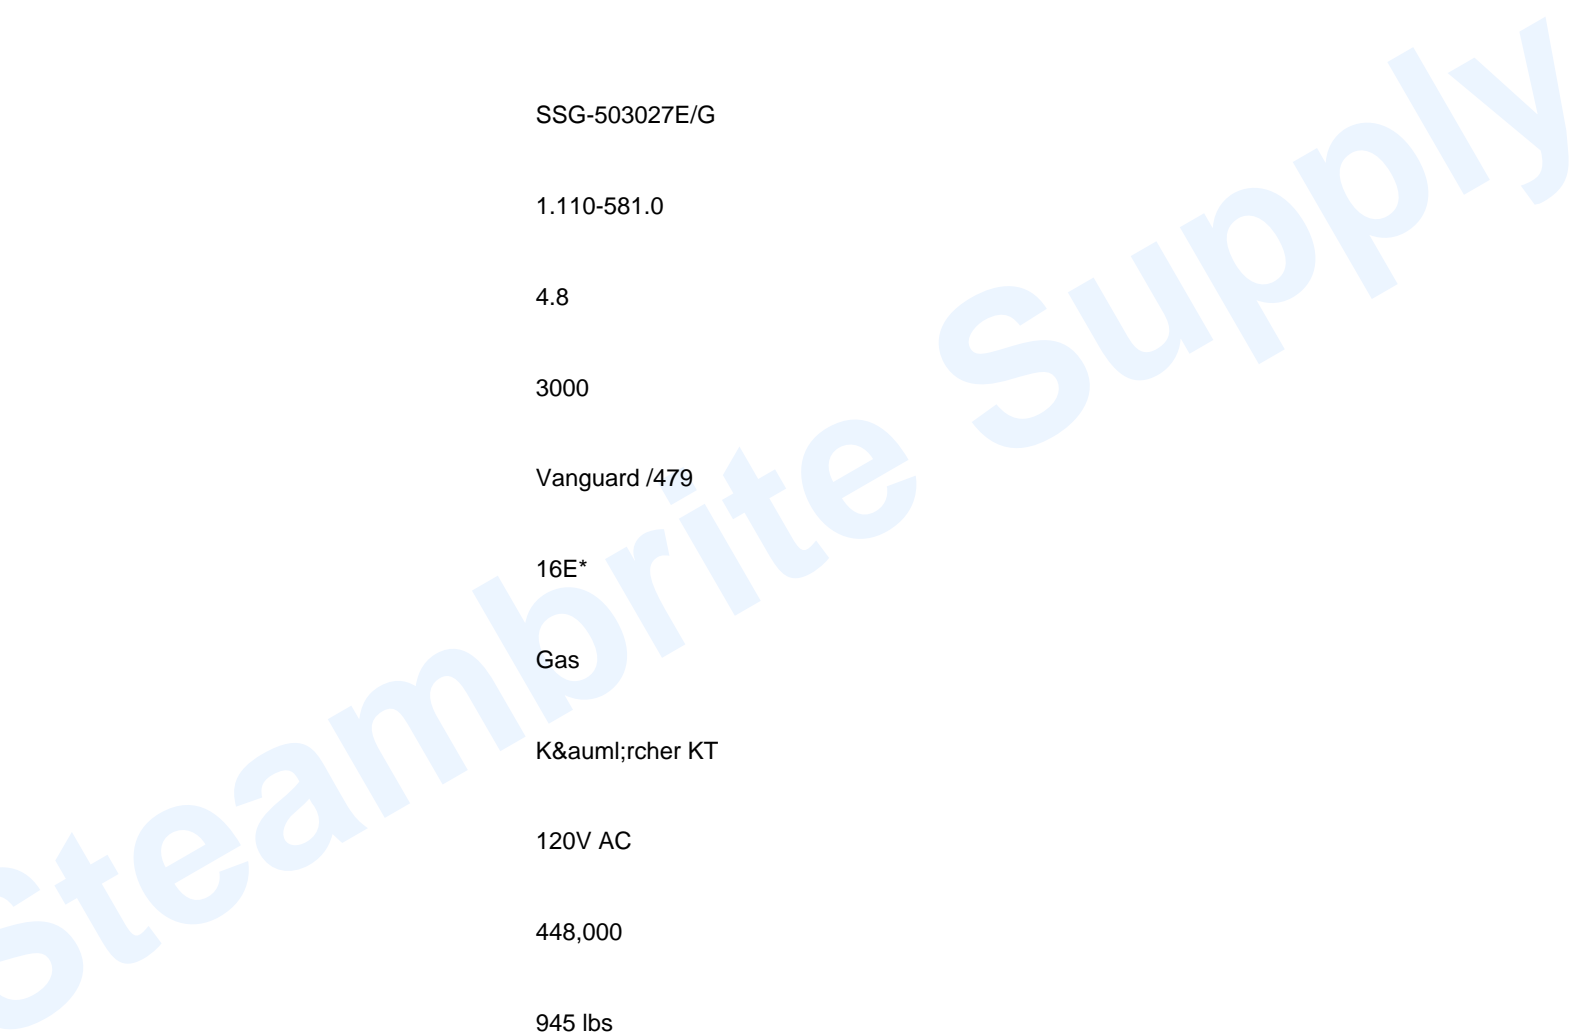 SSG-503027E/G
1.110-581.0
4.8
3000
Vanguard /479
16E*
Gas
K&auml;rcher KT
120V AC
448,000
945 lbs
Steambrite Supply